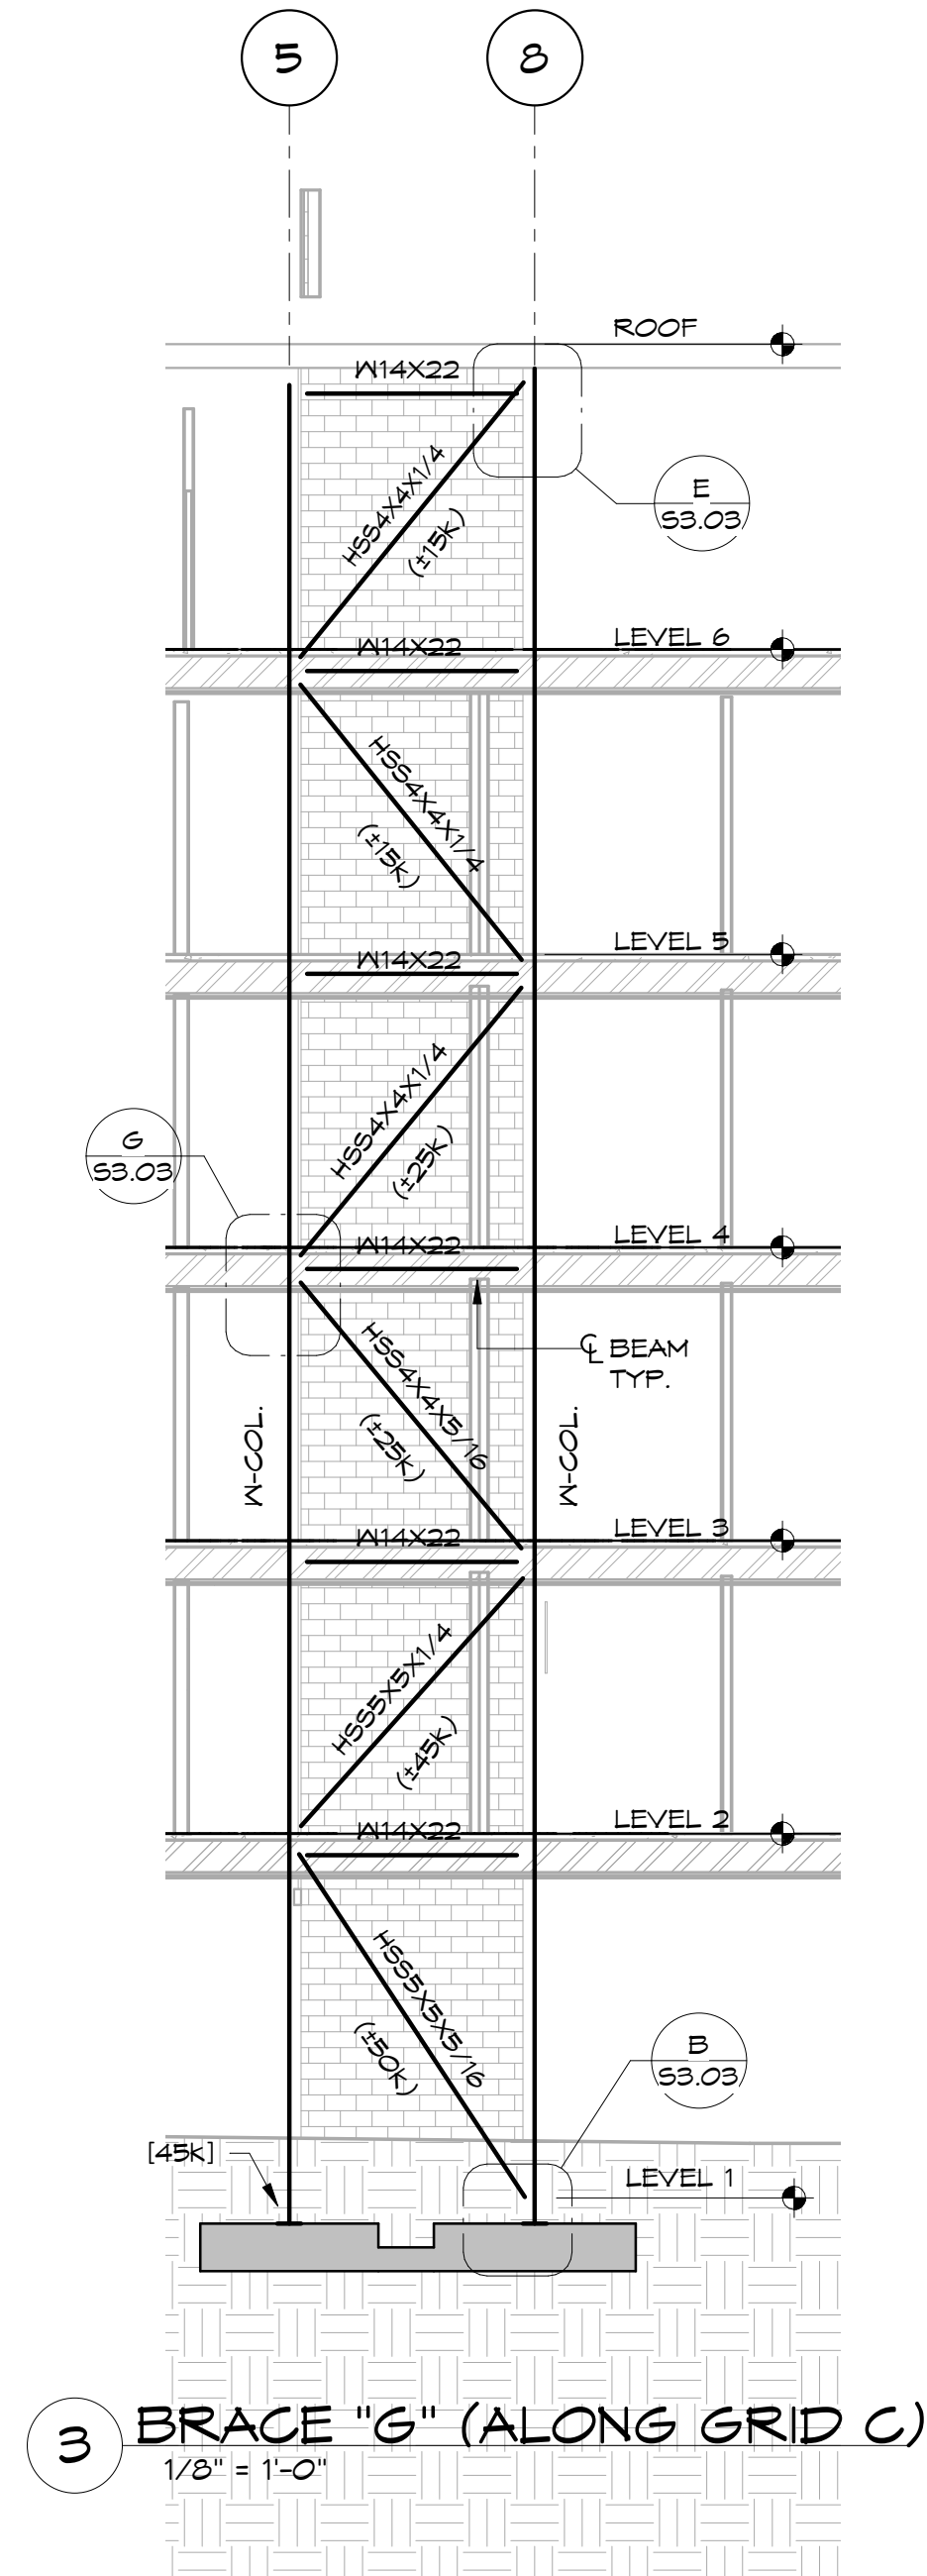 5
8
ROOF
W14X22
HSS4X4X1/4
(±15K)
E
S3.03
LEVEL 6
W14X22
HSS4X4X1/4
(±15K)
LEVEL 5
W14X22
HSS4X4X1/4
(±25K)
G
S3.03
LEVEL 4
W14X22
℄ BEAM
TYP.
HSS4X4X5/16
(±25K)
W-COL.
W-COL.
LEVEL 3
W14X22
HSS5X5X1/4
(±45K)
LEVEL 2
W14X22
HSS5X5X5/16
(±50K)
B
S3.03
[45K]
LEVEL 1
3
BRACE "G" (ALONG GRID C)
1/8" = 1'-0"